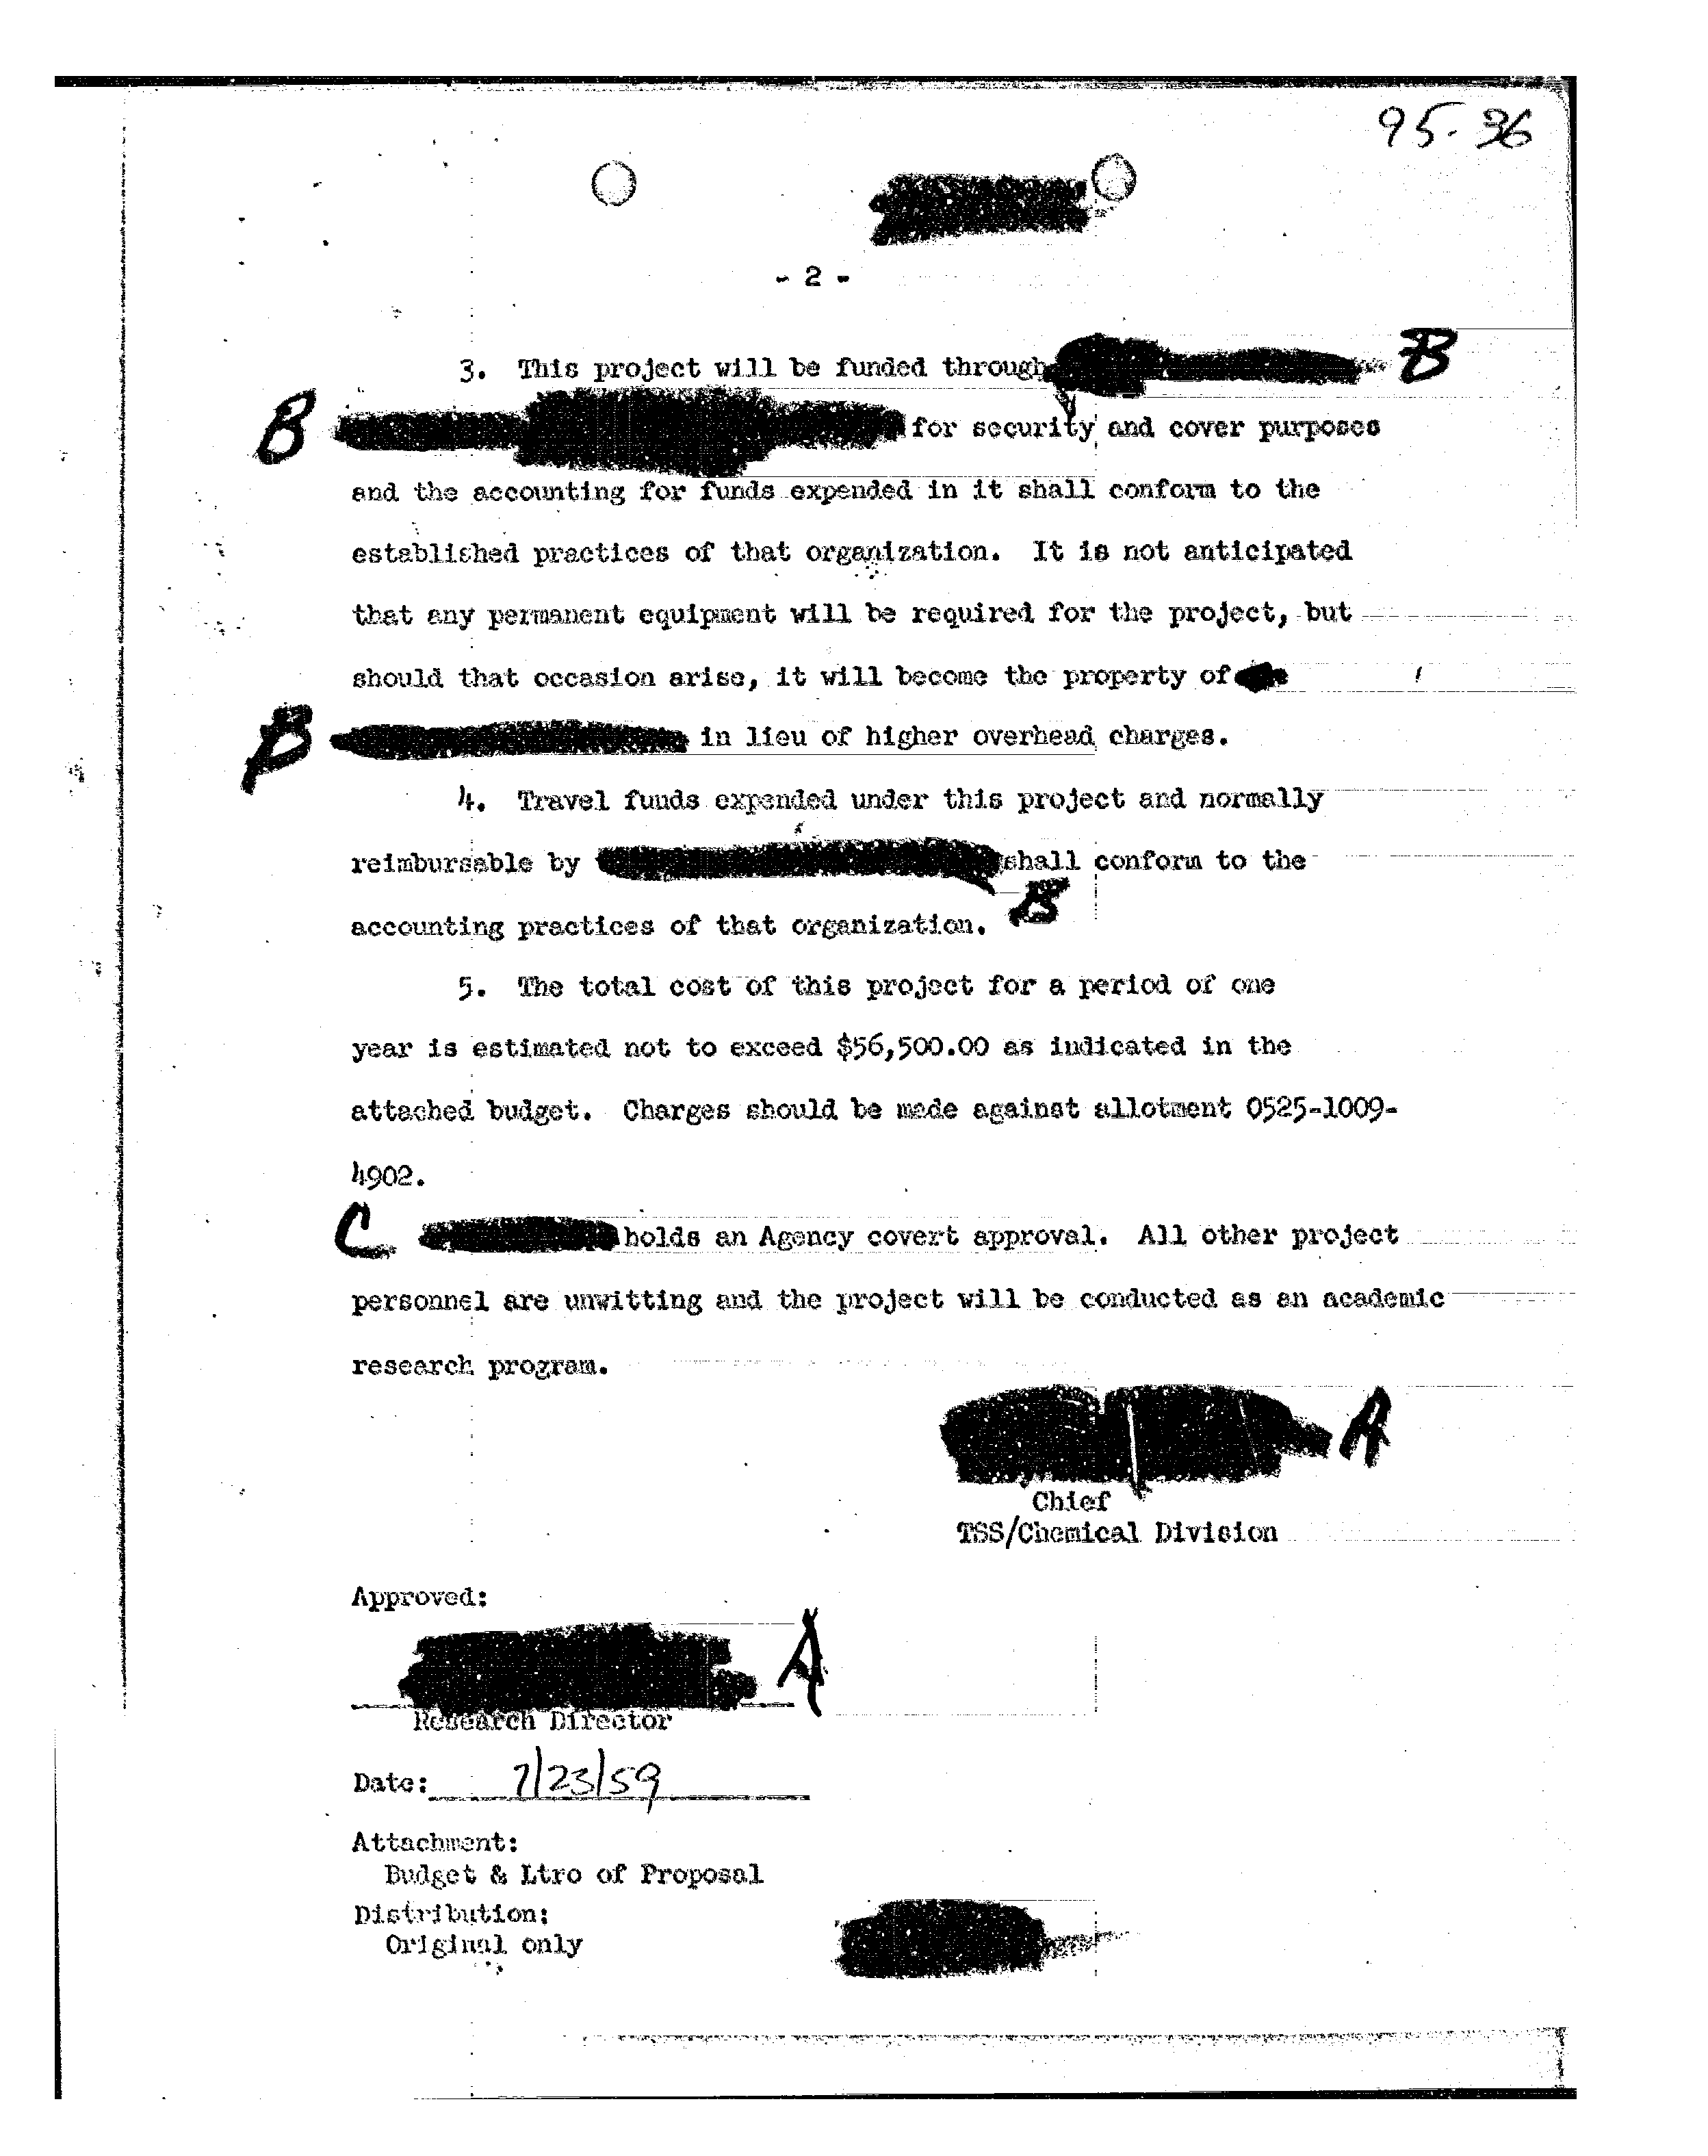 95-36
- 2 -
3. This project will be funded through B
B for security and cover purposes
and the accounting for funds expended in it shall conform to the
established practices of that organization. It is not anticipated
that any permanent equipment will be required for the project, but
should that occasion arise, it will become the property of
B in lieu of higher overhead charges.
4. Travel funds expended under this project and normally
reimbursable by shall conform to the
B
accounting practices of that organization.
5. The total cost of this project for a period of one
year is estimated not to exceed $56,500.00 as indicated in the
attached budget. Charges should be made against allotment 0525-1009-
4902.
C holds an Agency covert approval. All other project
personnel are unwitting and the project will be conducted as an academic
research program.
A
Chief
TSS/Chemical Division
Approved:
A
Research Director
Date: 7/23/59
Attachment:
Budget & Ltro of Proposal
Distribution:
Original only